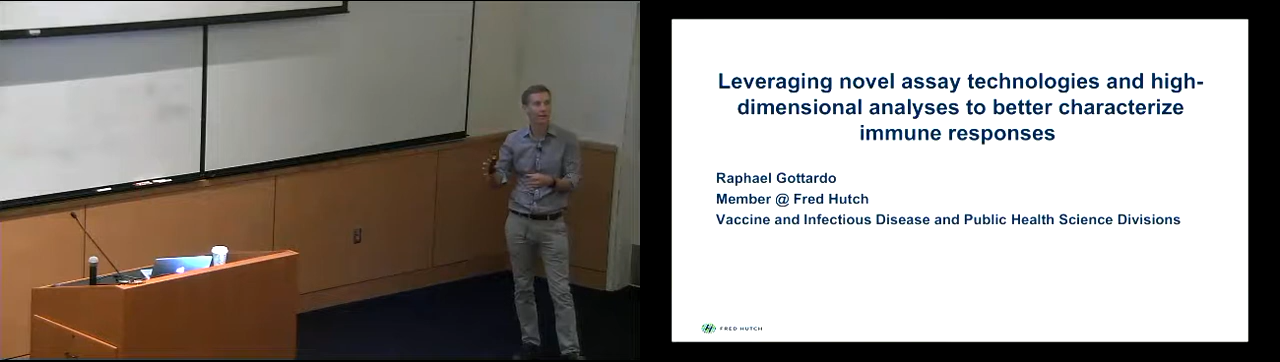 Leveraging novel assay technologies and high-
dimensional analyses to better characterize
immune responses
Raphael Gottardo
Member @ Fred Hutch
Vaccine and Infectious Disease and Public Health Science Divisions
FRED HUTCH